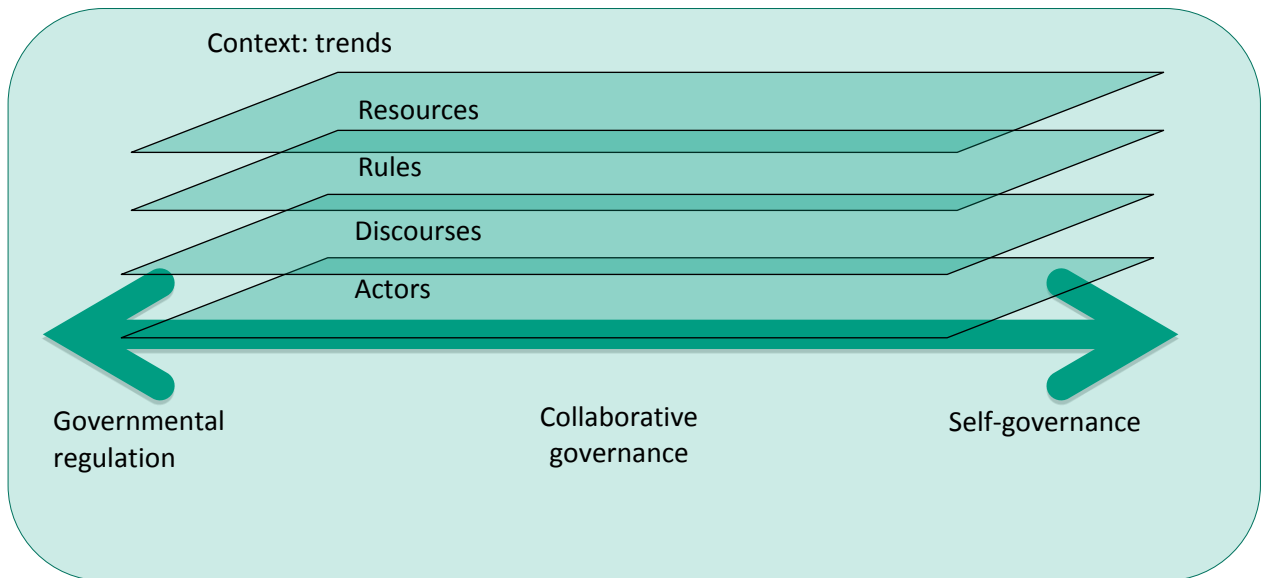 Context: trends
Resources
Rules
Discourses
Actors
Governmental
regulation
Collaborative
governance
Self-governance